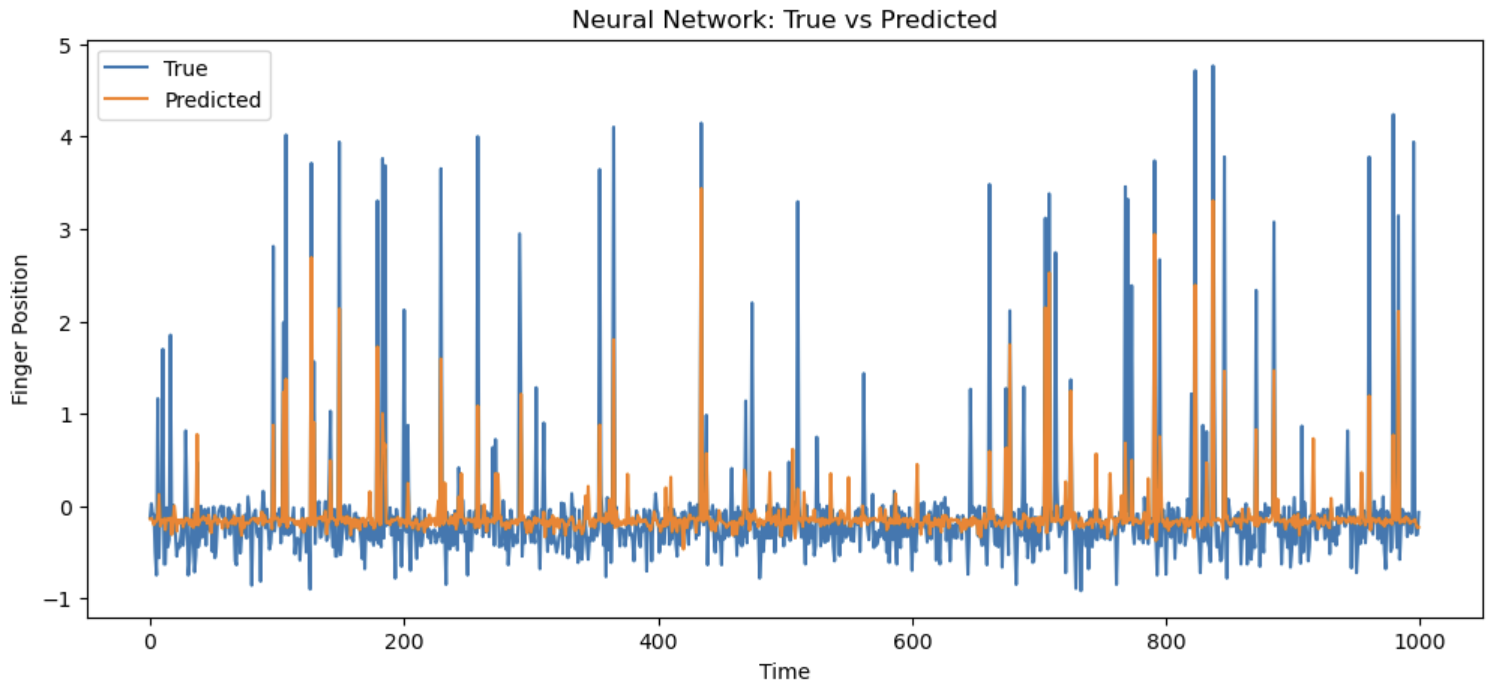 Neural Network: True vs Predicted
True
Predicted
5
4
3
2
1
0
−1
Finger Position
0
200
400
600
800
1000
Time